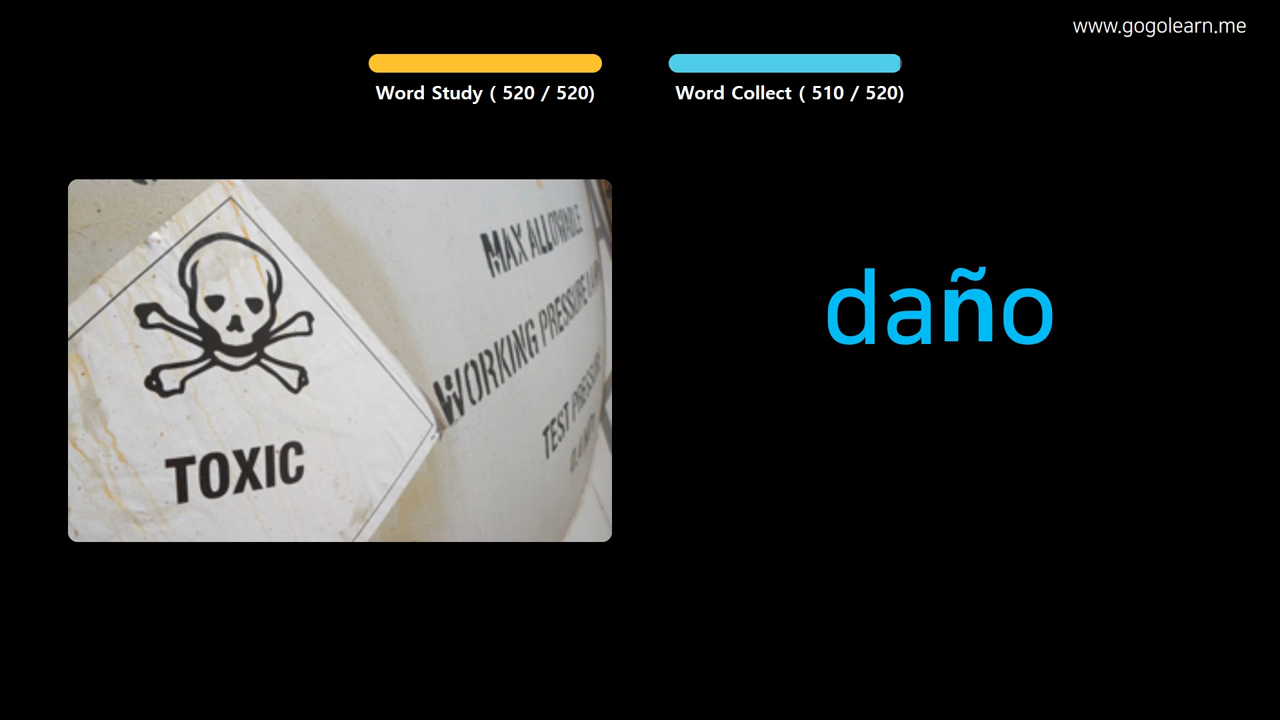 www.gogolearn.me
Word Study ( 520 / 520)
Word Collect ( 510 / 520)
MAX ALLOWABLE
WORKING PRESSURE
TEST PRESSURE
TOXIC
daño